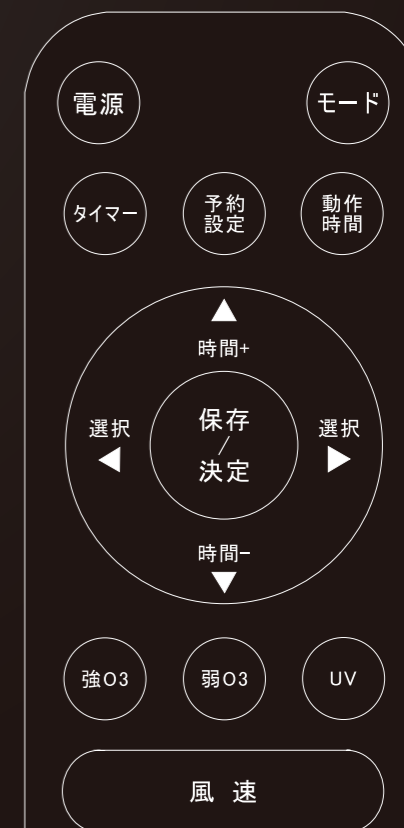 電源
モード
タイマー
予約
設定
動作
時間
時間+
選択
保存
/
決定
選択
時間−
強O3
弱O3
UV
風 速